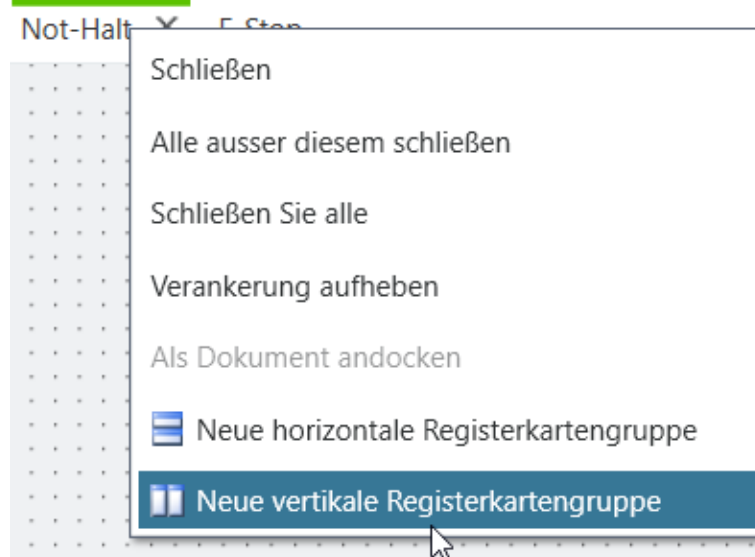 Not-Halt E-Stop
Schließen
Alle ausser diesem schließen
Schließen Sie alle
Verankerung aufheben
Als Dokument andocken
Neue horizontale Registerkartengruppe
Neue vertikale Registerkartengruppe